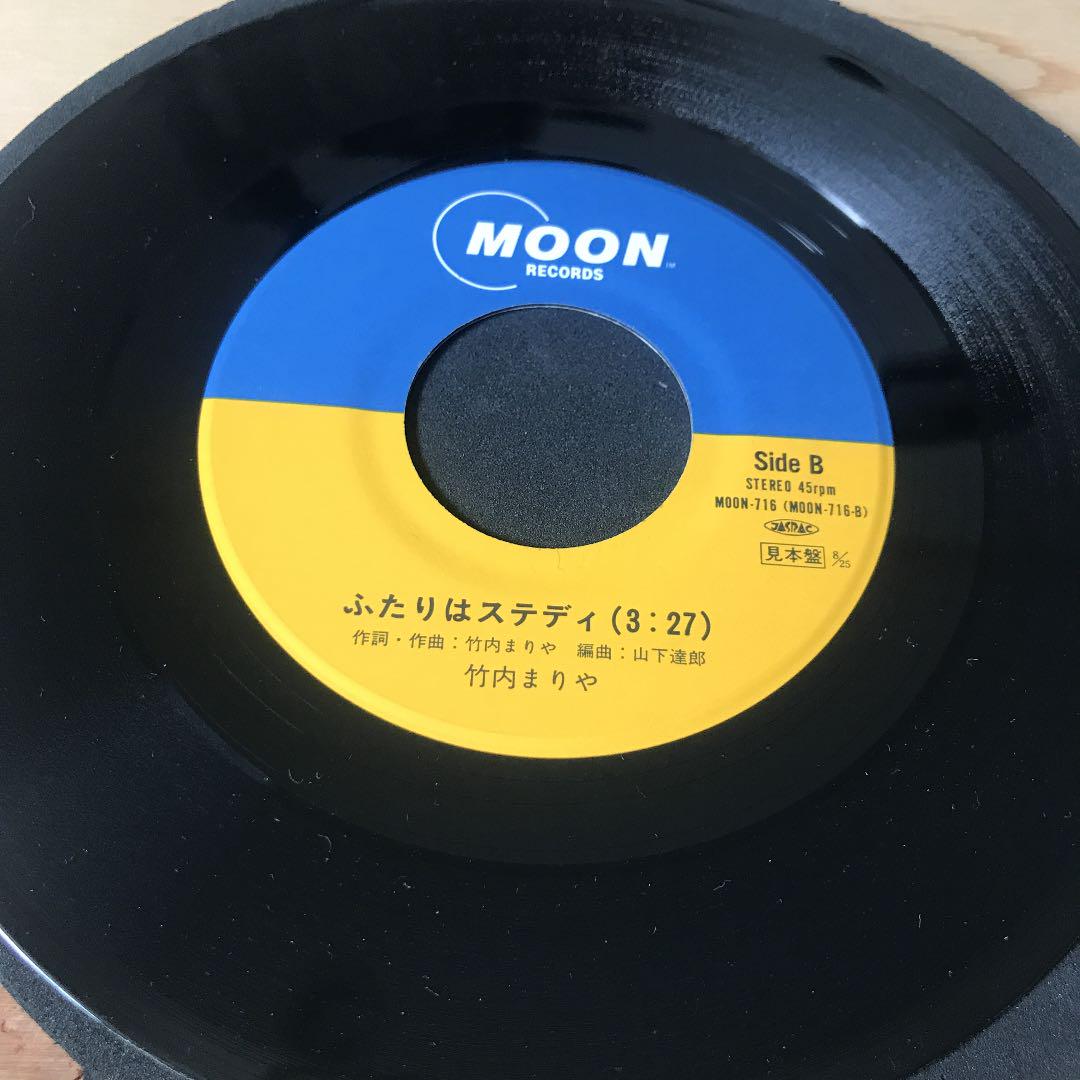 MOON
RECORDS
Side B
STEREO 45rpm
MOON-716 (MOON-716-B)
JASRAC
見本盤 8/25
ふたりはステディ(3:27)
作詞・作曲:竹内まりや 編曲:山下達郎
竹内まりや